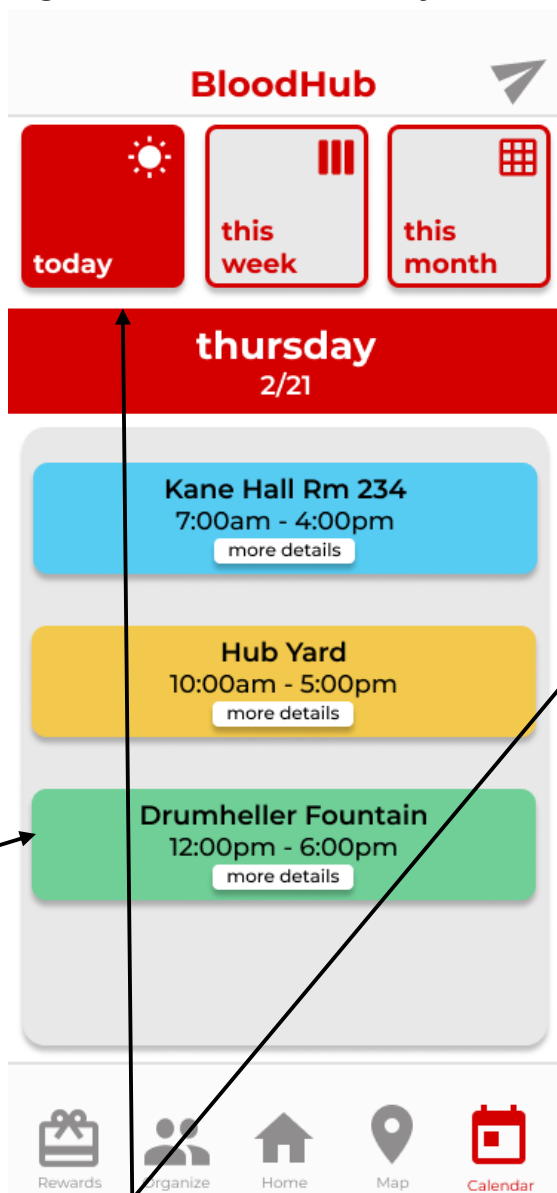 BloodHub
today
this
week
this
month
thursday
2/21
Kane Hall Rm 234
7:00am - 4:00pm
more details
Hub Yard
10:00am - 5:00pm
more details
Drumheller Fountain
12:00pm - 6:00pm
more details
Rewards
Organize
Home
Map
Calendar